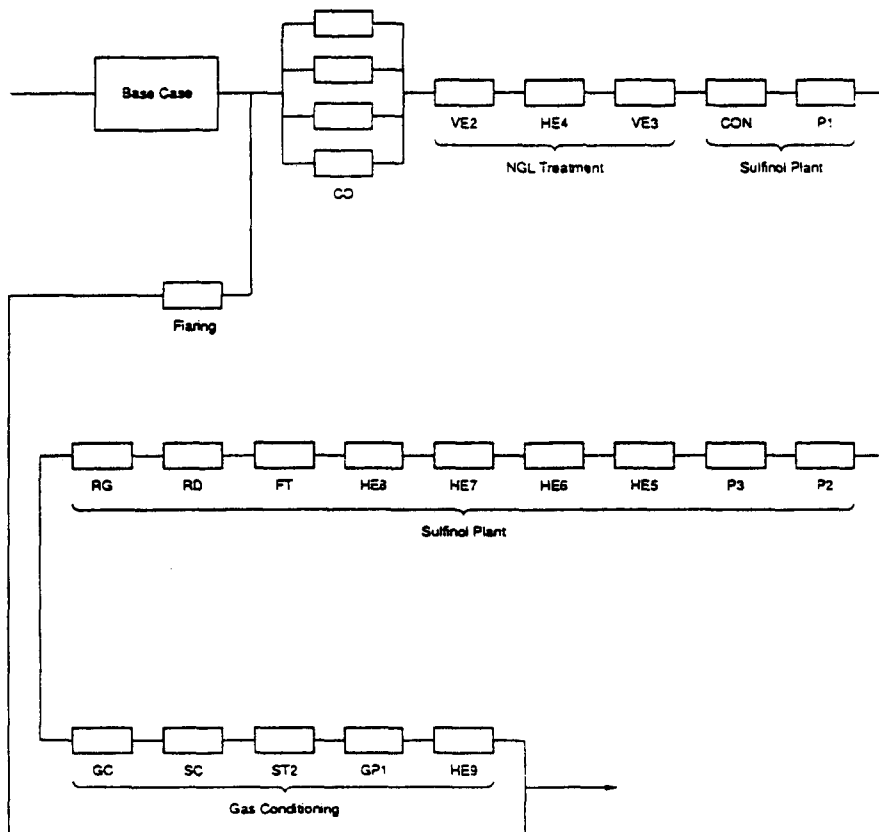 Base Case
CO
VE2 HE4 VE3 CON P1
NGL Treatment Sulfinol Plant
Flaring
RG RD FT HE8 HE7 HE6 HE5 P3 P2
Sulfinol Plant
GC SC ST2 GP1 HE9
Gas Conditioning